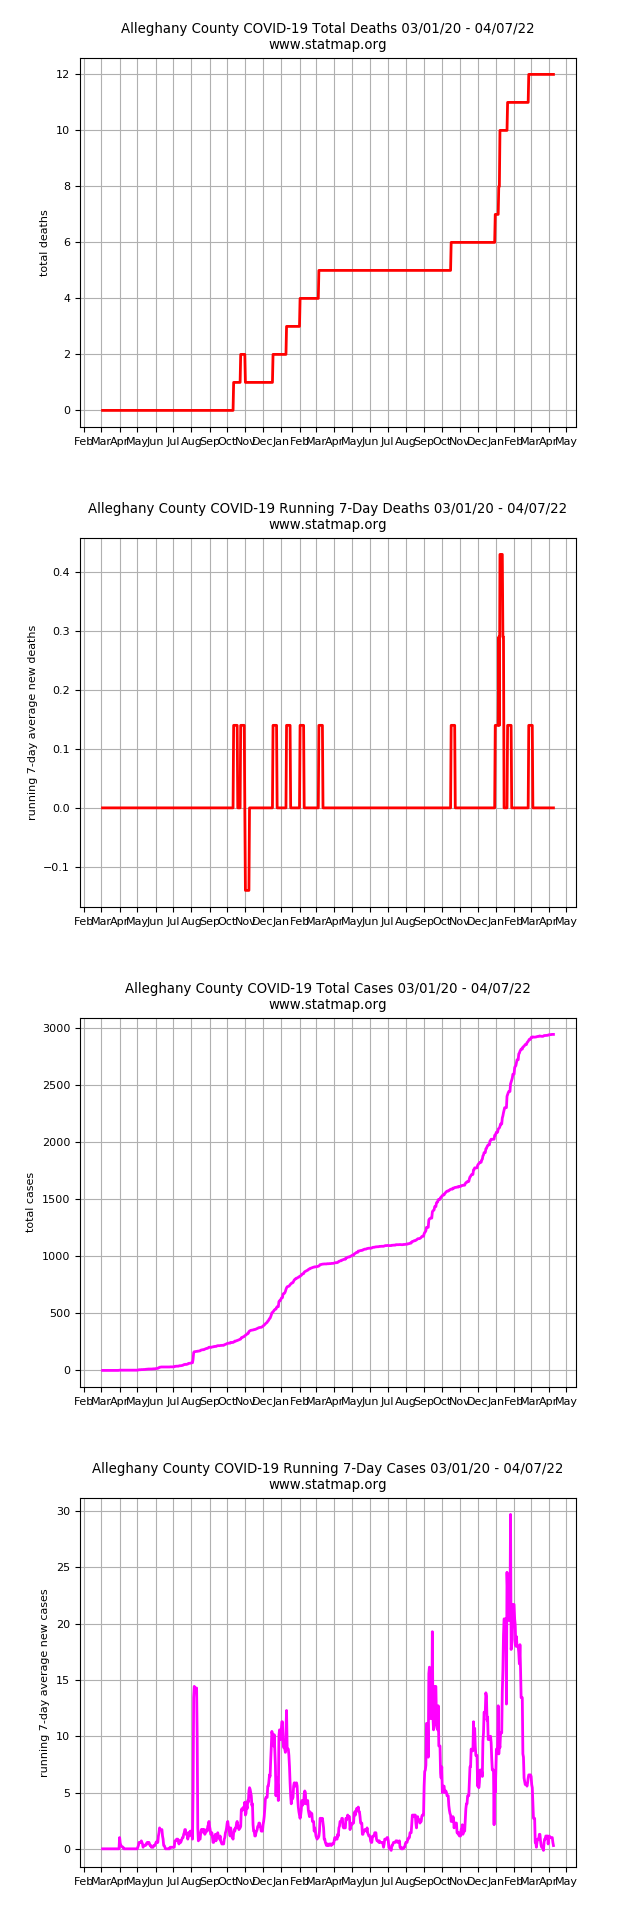 Alleghany County COVID-19 Total Deaths 03/01/20 - 04/07/22
www.statmap.org
12
10
8
6
4
2
0
total deaths
Feb Mar Apr May Jun Jul Aug Sep Oct Nov Dec Jan Feb Mar Apr May Jun Jul Aug Sep Oct Nov Dec Jan Feb Mar Apr May
Alleghany County COVID-19 Running 7-Day Deaths 03/01/20 - 04/07/22
www.statmap.org
0.4
0.3
0.2
0.1
0.0
−0.1
running 7-day average new deaths
Feb Mar Apr May Jun Jul Aug Sep Oct Nov Dec Jan Feb Mar Apr May Jun Jul Aug Sep Oct Nov Dec Jan Feb Mar Apr May
Alleghany County COVID-19 Total Cases 03/01/20 - 04/07/22
www.statmap.org
3000
2500
2000
1500
1000
500
0
total cases
Feb Mar Apr May Jun Jul Aug Sep Oct Nov Dec Jan Feb Mar Apr May Jun Jul Aug Sep Oct Nov Dec Jan Feb Mar Apr May
Alleghany County COVID-19 Running 7-Day Cases 03/01/20 - 04/07/22
www.statmap.org
30
25
20
15
10
5
0
running 7-day average new cases
Feb Mar Apr May Jun Jul Aug Sep Oct Nov Dec Jan Feb Mar Apr May Jun Jul Aug Sep Oct Nov Dec Jan Feb Mar Apr May